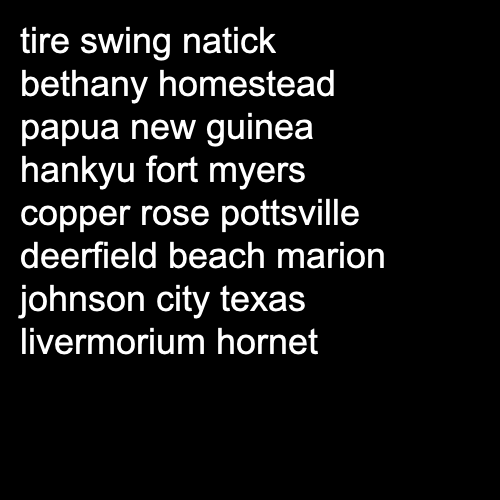 tire swing natick
bethany homestead
papua new guinea
hankyu fort myers
copper rose pottsville
deerfield beach marion
johnson city texas
livermorium hornet